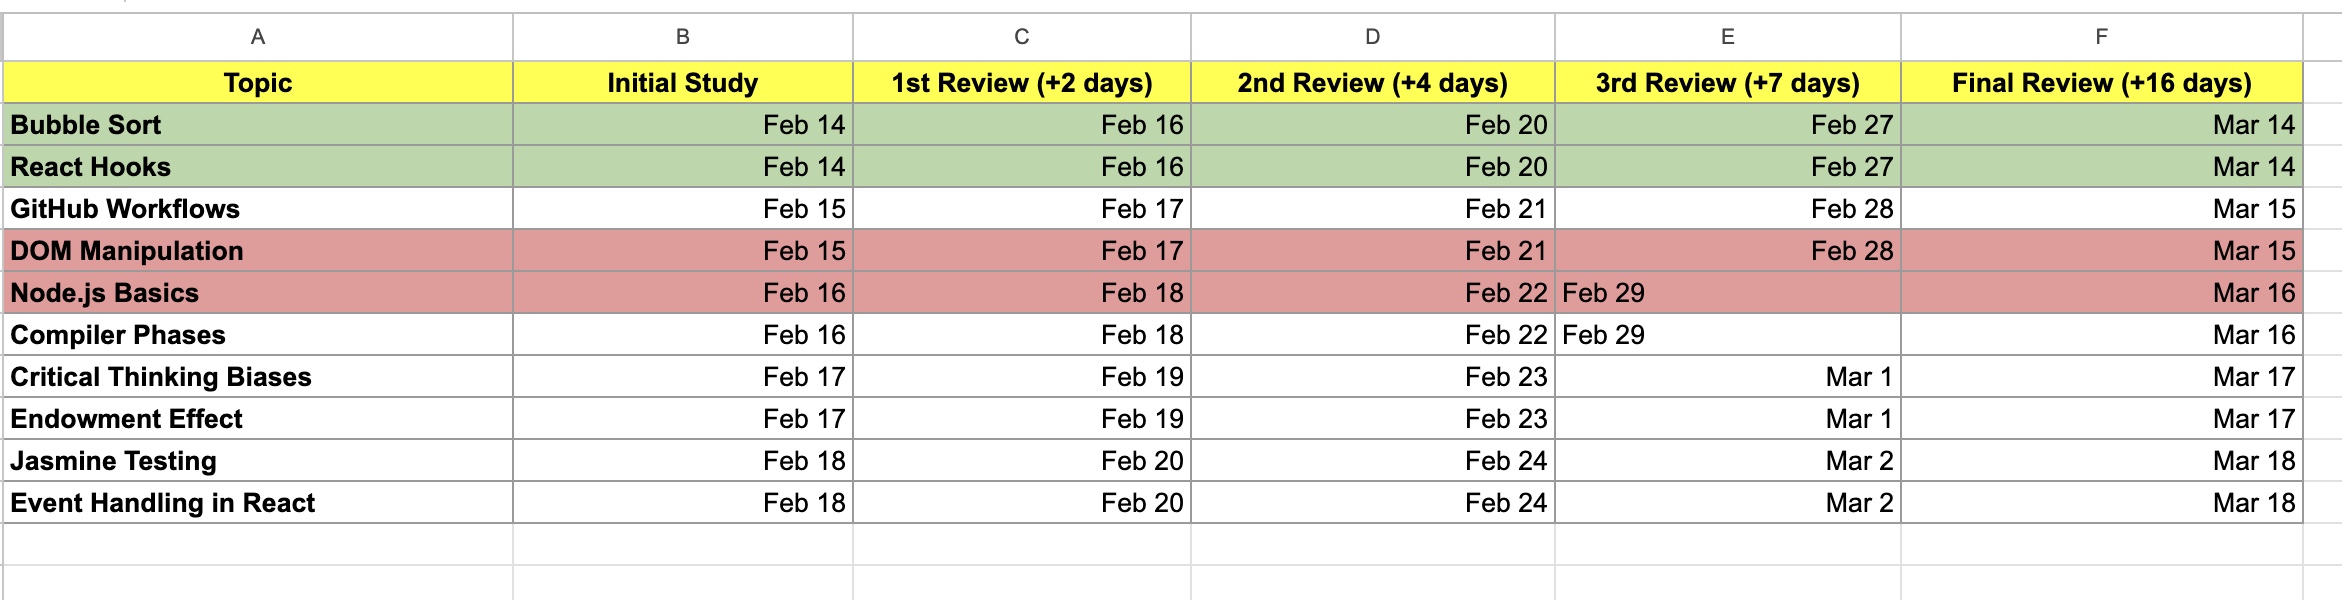 A B C D E F
Topic Initial Study 1st Review (+2 days) 2nd Review (+4 days) 3rd Review (+7 days) Final Review (+16 days)
Bubble Sort Feb 14 Feb 16 Feb 20 Feb 27 Mar 14
React Hooks Feb 14 Feb 16 Feb 20 Feb 27 Mar 14
GitHub Workflows Feb 15 Feb 17 Feb 21 Feb 28 Mar 15
DOM Manipulation Feb 15 Feb 17 Feb 21 Feb 28 Mar 15
Node.js Basics Feb 16 Feb 18 Feb 22 Feb 29 Mar 16
Compiler Phases Feb 16 Feb 18 Feb 22 Feb 29 Mar 16
Critical Thinking Biases Feb 17 Feb 19 Feb 23 Mar 1 Mar 17
Endowment Effect Feb 17 Feb 19 Feb 23 Mar 1 Mar 17
Jasmine Testing Feb 18 Feb 20 Feb 24 Mar 2 Mar 18
Event Handling in React Feb 18 Feb 20 Feb 24 Mar 2 Mar 18